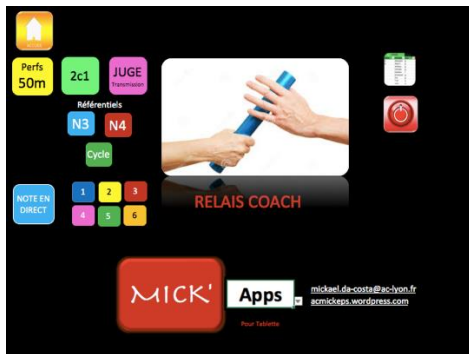 Perfs
50m
2c1
JUGE
Transmission
Référentiels
N3
N4
Cycle
NOTE EN
DIRECT
1
2
3
4
5
6
RELAIS COACH
MICK'
Apps
Pour Tablette
mickael.da-costa@ac-lyon.fr
acmickeps.wordpress.com